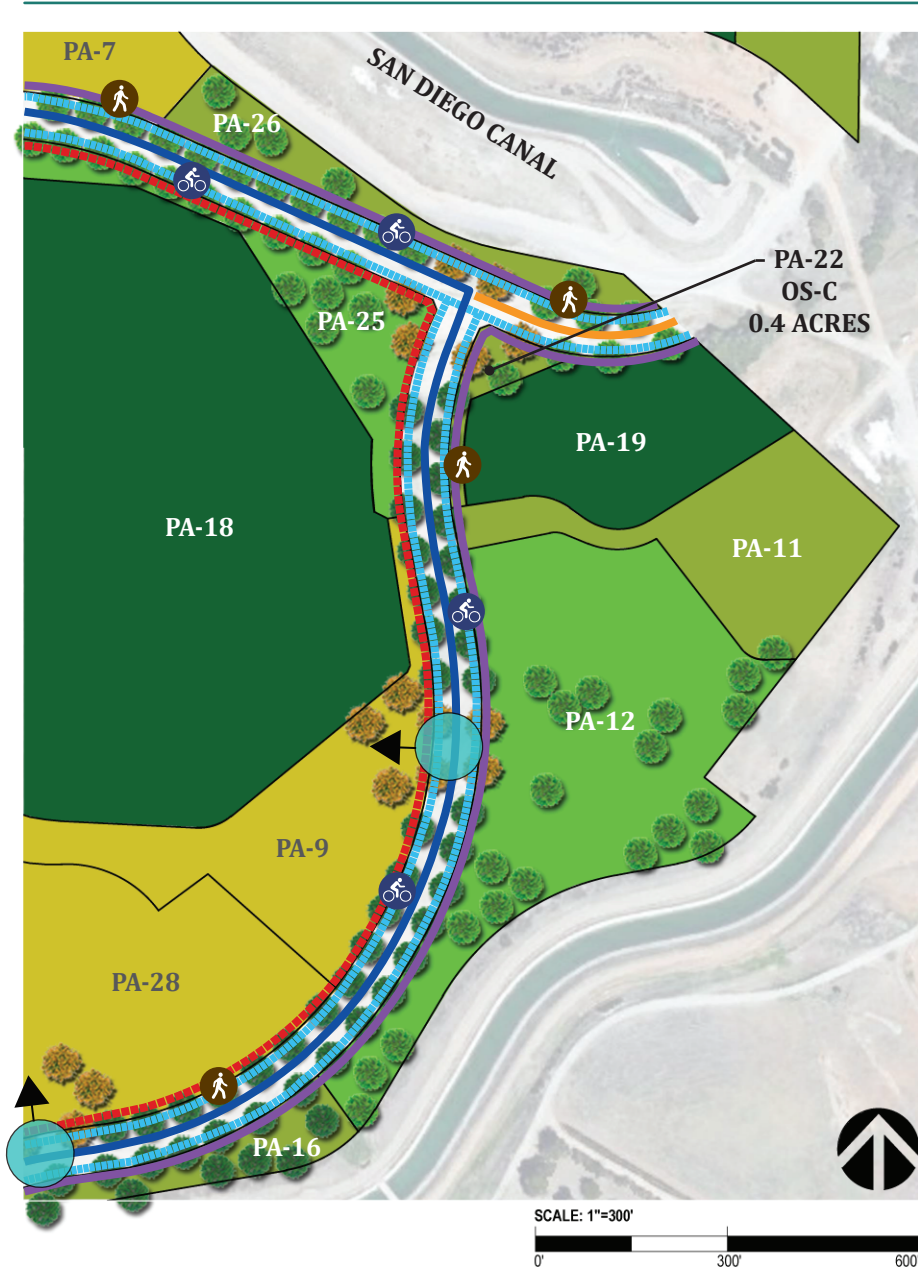 PA-7
SAN DIEGO CANAL
PA-26
PA-22
OS-C
0.4 ACRES
PA-25
PA-19
PA-18
PA-11
PA-12
PA-9
PA-28
PA-16
SCALE: 1"=300'
0' 300' 600'